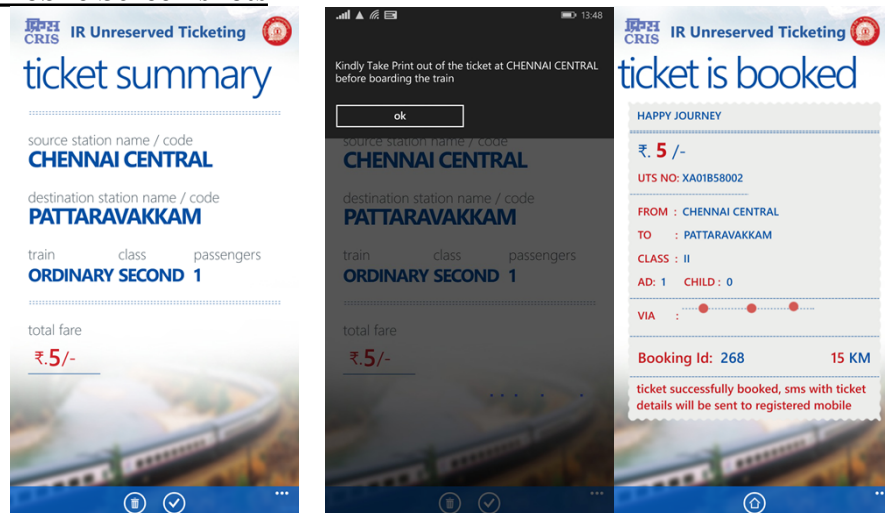 क्रिस
CRIS
IR Unreserved Ticketing
ticket summary
source station name / code
CHENNAI CENTRAL
destination station name / code
PATTARAVAKKAM
train class passengers
ORDINARY SECOND 1
total fare
₹.5/-
13:48
Kindly Take Print out of the ticket at CHENNAI CENTRAL
before boarding the train
ok
source station name / code
CHENNAI CENTRAL
destination station name / code
PATTARAVAKKAM
train class passengers
ORDINARY SECOND 1
total fare
₹.5/-
क्रिस
CRIS
IR Unreserved Ticketing
ticket is booked
HAPPY JOURNEY
₹. 5 /-
UTS NO: XA01B58002
FROM : CHENNAI CENTRAL
TO : PATTARAVAKKAM
CLASS : II
AD: 1 CHILD : 0
VIA :
Booking Id: 268 15 KM
ticket successfully booked, sms with ticket
details will be sent to registered mobile